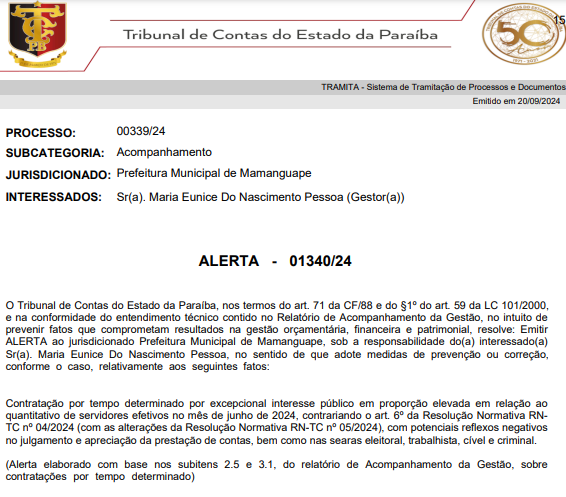 TCE
PB
Tribunal de Contas do Estado da Paraíba
50
15
TRAMITA - Sistema de Tramitação de Processos e Documentos
Emitido em 20/09/2024
PROCESSO: 00339/24
SUBCATEGORIA: Acompanhamento
JURISDICIONADO: Prefeitura Municipal de Mamanguape
INTERESSADOS: Sr(a). Maria Eunice Do Nascimento Pessoa (Gestor(a))
ALERTA - 01340/24
O Tribunal de Contas do Estado da Paraíba, nos termos do art. 71 da CF/88 e do §1º do art. 59 da LC 101/2000,
e na conformidade do entendimento técnico contido no Relatório de Acompanhamento da Gestão, no intuito de
prevenir fatos que comprometam resultados na gestão orçamentária, financeira e patrimonial, resolve: Emitir
ALERTA ao jurisdicionado Prefeitura Municipal de Mamanguape, sob a responsabilidade do(a) interessado(a)
Sr(a). Maria Eunice Do Nascimento Pessoa, no sentido de que adote medidas de prevenção ou correção,
conforme o caso, relativamente aos seguintes fatos:
Contratação por tempo determinado por excepcional interesse público em proporção elevada em relação ao
quantitativo de servidores efetivos no mês de junho de 2024, contrariando o art. 6º da Resolução Normativa RN-
TC nº 04/2024 (com as alterações da Resolução Normativa RN-TC nº 05/2024), com potenciais reflexos negativos
no julgamento e apreciação da prestação de contas, bem como nas searas eleitoral, trabalhista, cível e criminal.
(Alerta elaborado com base nos subitens 2.5 e 3.1, do relatório de Acompanhamento da Gestão, sobre
contratações por tempo determinado)